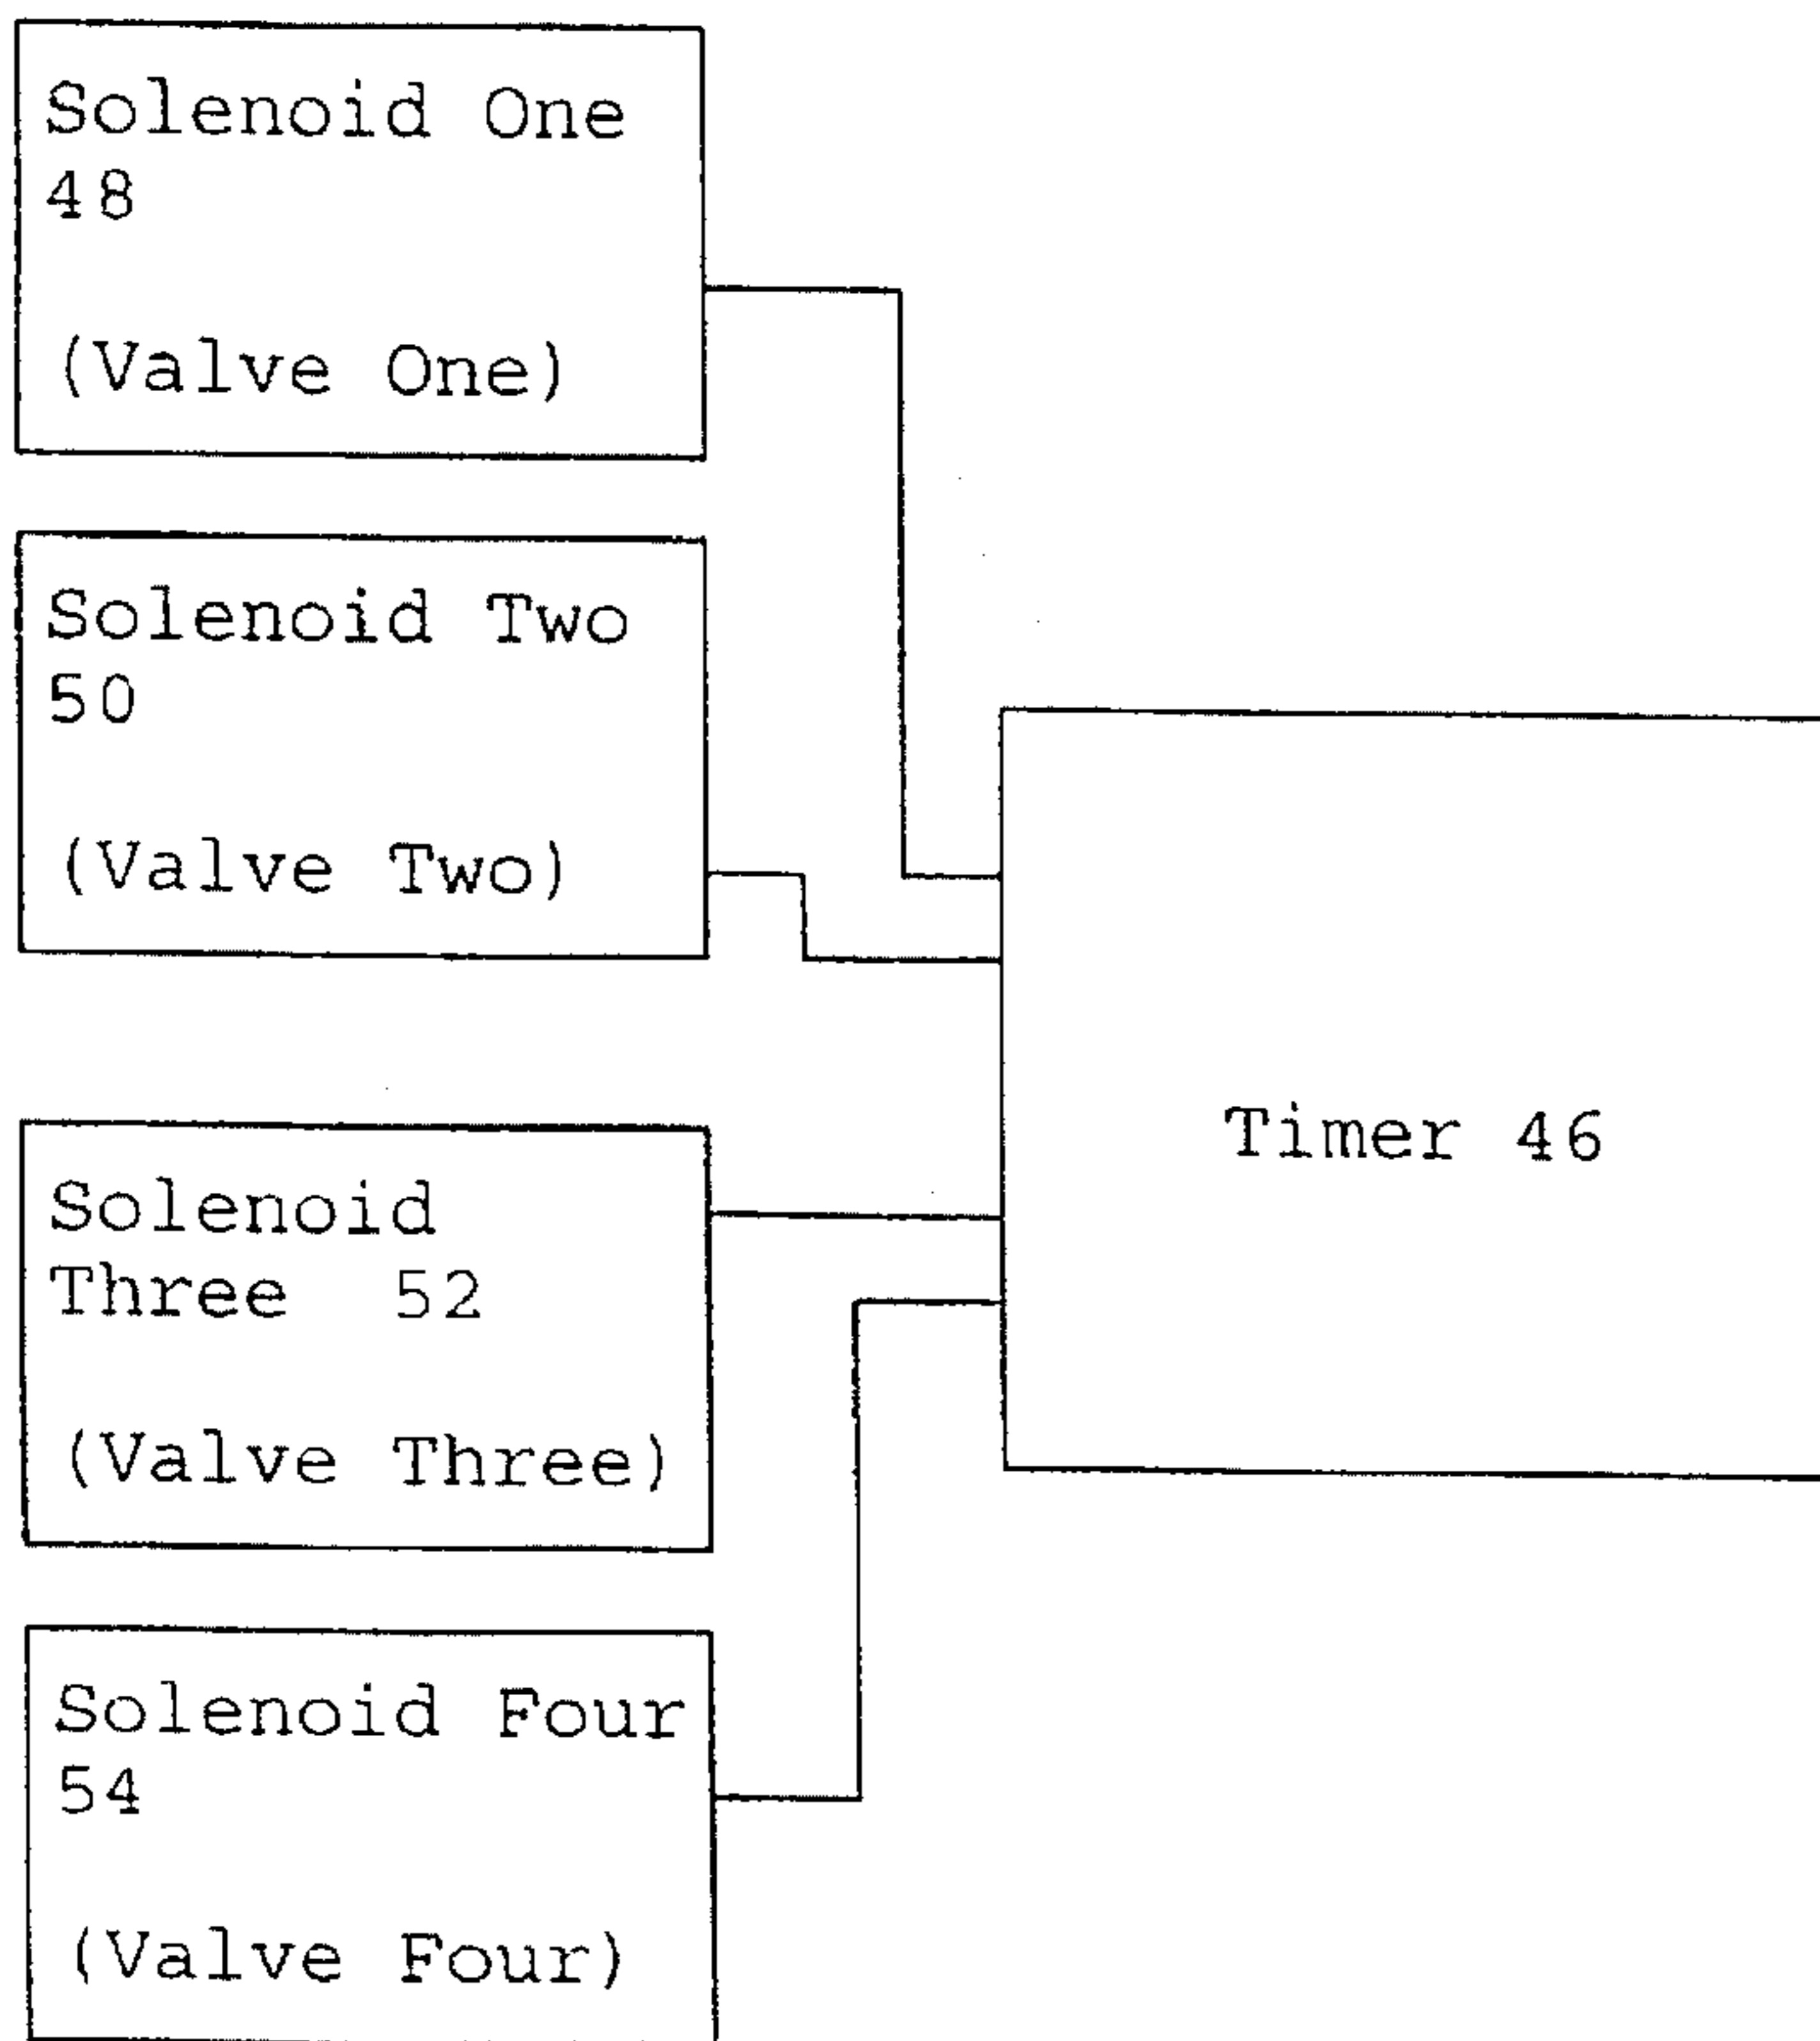 Solenoid One
48
(Valve One)
Solenoid Two
50
(Valve Two)
Timer 46
Solenoid
Three 52
(Valve Three)
Solenoid Four
54
(Valve Four)